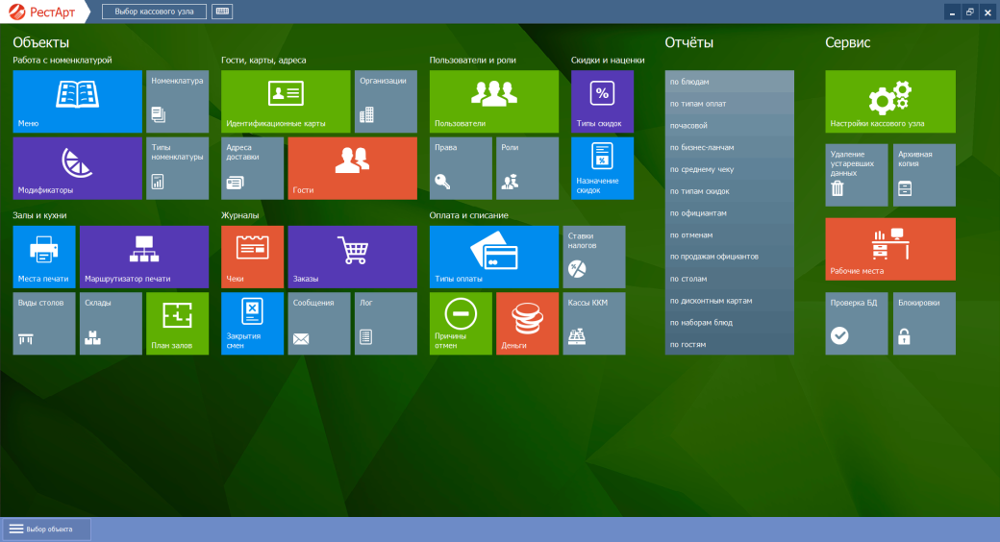 РестАрт
Выбор кассового узла
Объекты
Работа с номенклатурой
Меню
Номенклатура
Модификаторы
Типы
номенклатуры
Гости, карты, адреса
Идентификационные карты
Организации
Адреса
доставки
Гости
Пользователи и роли
Пользователи
Права
Роли
Скидки и наценки
%
Типы скидок
Назначение
скидок
Залы и кухни
Места печати
Маршрутизатор печати
Виды столов
Склады
План залов
Журналы
Чеки
Заказы
Закрытия
смен
Сообщения
Лог
Оплата и списание
Типы оплаты
Ставки
налогов
Причины
отмен
Деньги
Кассы ККМ
Отчёты
по блюдам
по типам оплат
почасовой
по бизнес-ланчам
по среднему чеку
по типам скидок
по официантам
по отменам
по продажам официантов
по столам
по дисконтным картам
по наборам блюд
по гостям
Сервис
Настройки кассового узла
Удаление
устаревших
данных
Архивная
копия
Рабочие места
Проверка БД
Блокировки
Выбор объекта